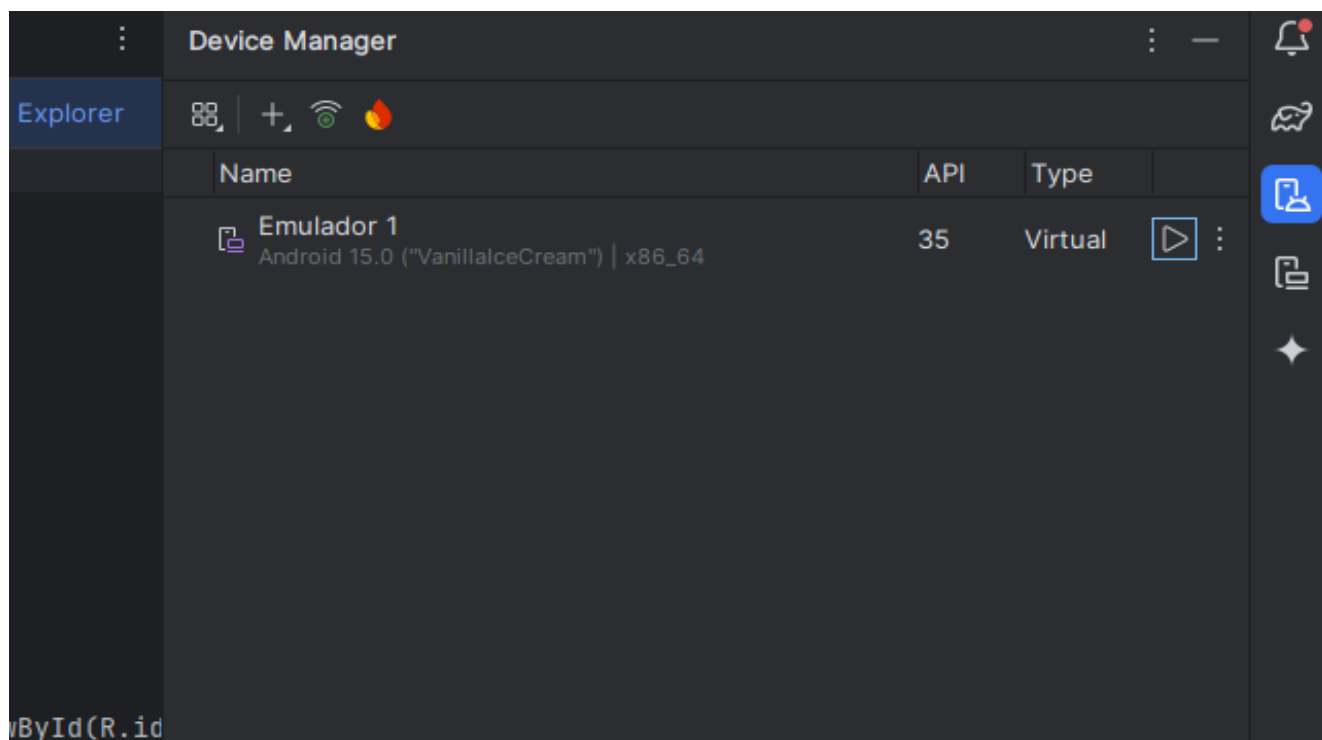 Device Manager
Explorer
Name API Type
Emulador 1
Android 15.0 ("VanillaIceCream") | x86_64
35 Virtual
wById(R.id